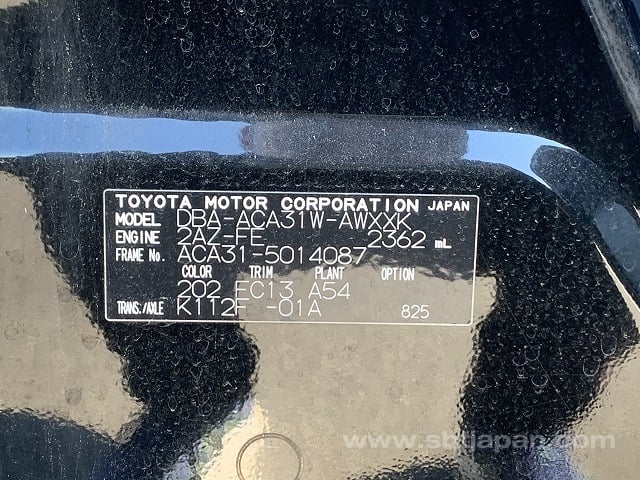 TOYOTA MOTOR CORPORATION JAPAN
MODEL DBA-ACA31W-AWXXK
ENGINE 2AZ-FE 2362 mL
FRAME No. ACA31-5014087
COLOR TRIM PLANT OPTION
202 FC13 A54
TRANS./AXLE K112F -01A 825
www.sbtjapan.com